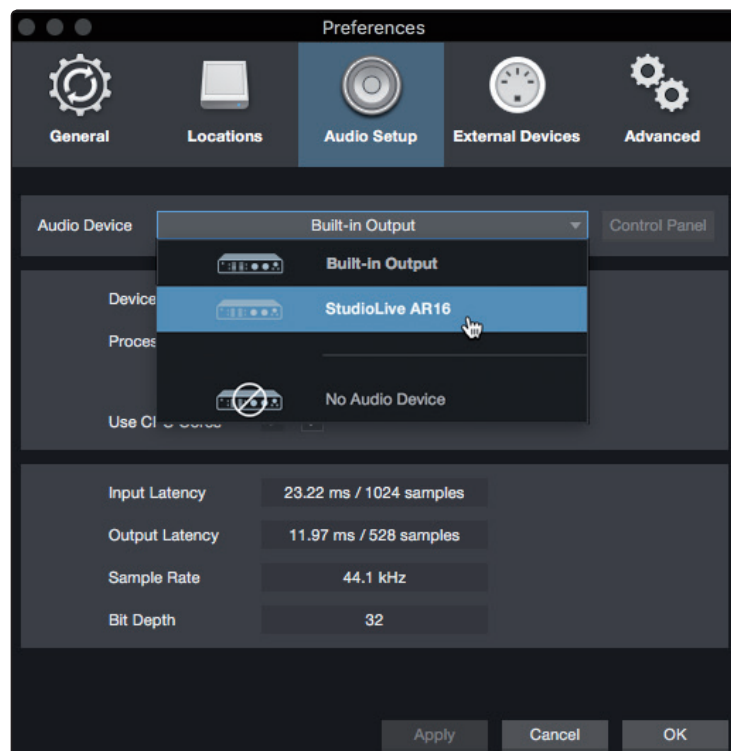 Preferences
General Locations Audio Setup External Devices Advanced
Audio Device Built-in Output Control Panel
Built-in Output
Device
StudioLive AR16
Proces
No Audio Device
Input Latency 23.22 ms / 1024 samples
Output Latency 11.97 ms / 528 samples
Sample Rate 44.1 kHz
Bit Depth 32
Apply Cancel OK